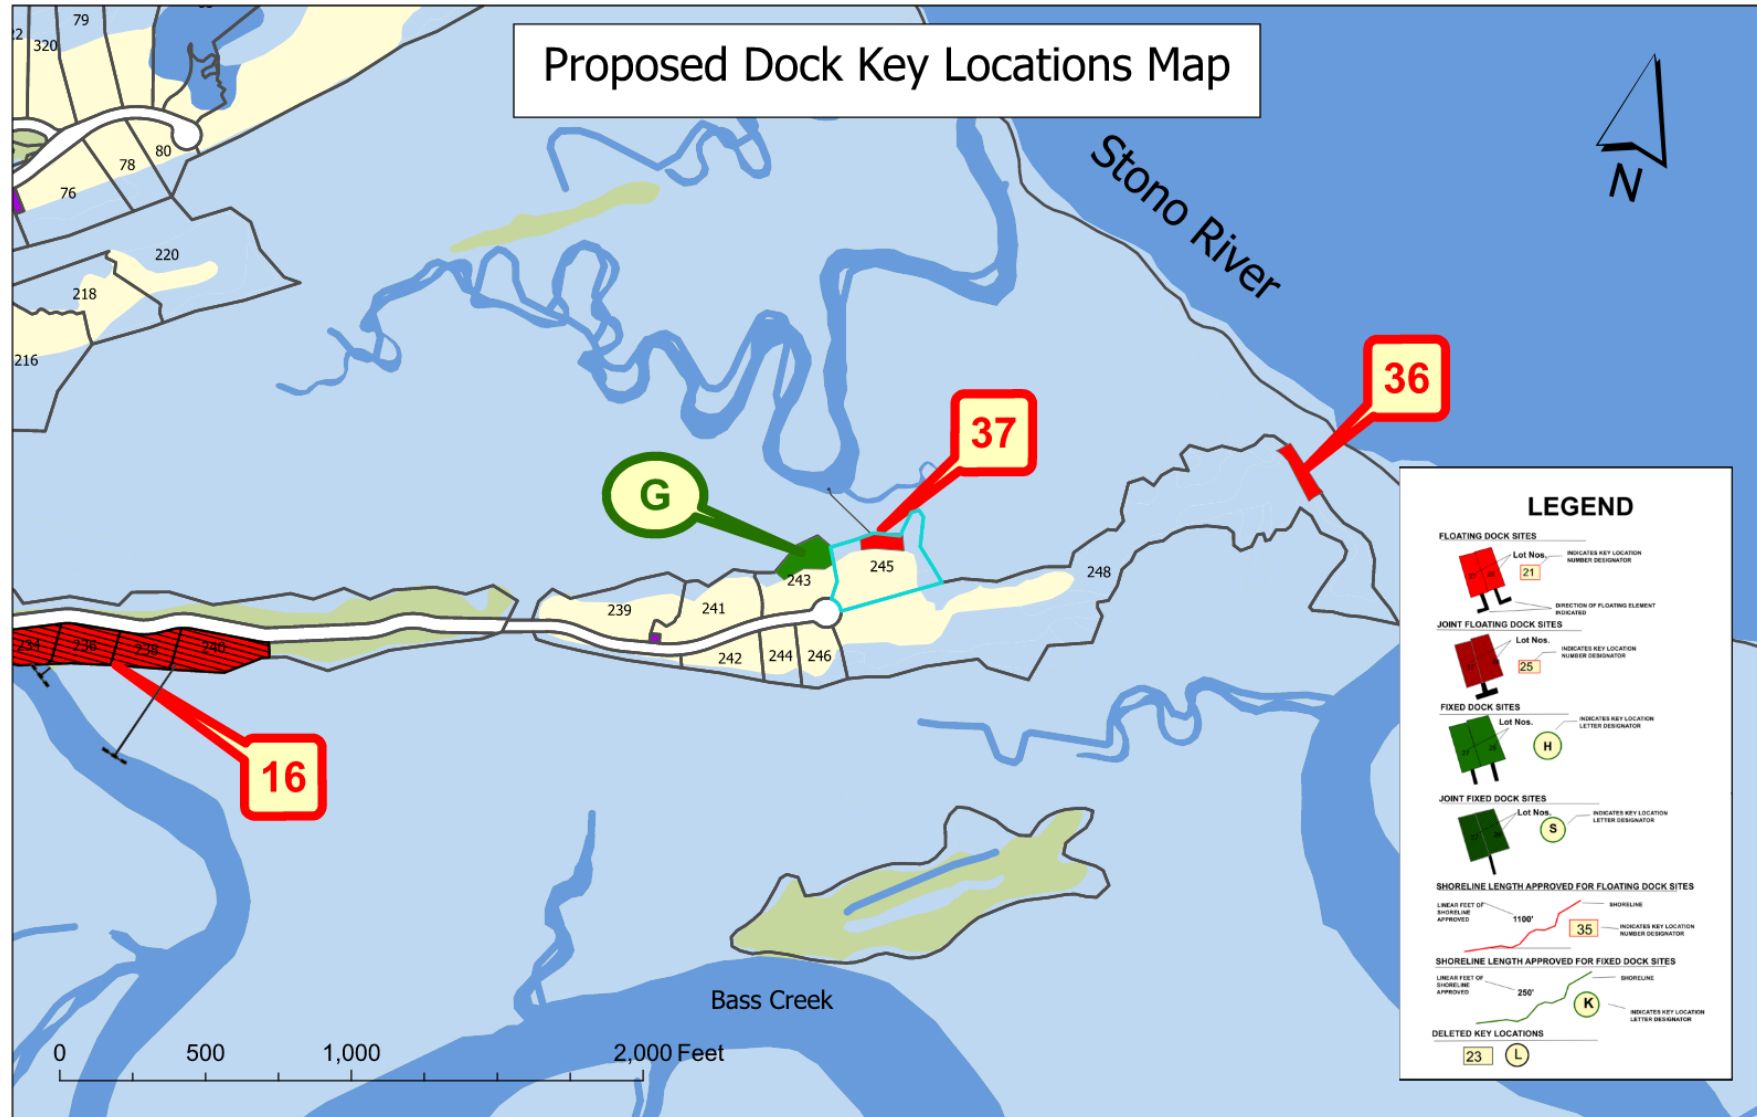 Proposed Dock Key Locations Map
79
320
80
78
76
220
218
216
Stono River
N
36
37
G
243
245
248
239
241
242
244
246
234
236
238
240
16
Bass Creek
0 500 1,000 2,000 Feet
LEGEND
FLOATING DOCK SITES
Lot Nos.
INDICATES KEY LOCATION
NUMBER DESIGNATOR
21
DIRECTION OF FLOATING ELEMENT
INDICATED
JOINT FLOATING DOCK SITES
Lot Nos.
INDICATES KEY LOCATION
NUMBER DESIGNATOR
25
FIXED DOCK SITES
Lot Nos.
INDICATES KEY LOCATION
LETTER DESIGNATOR
H
JOINT FIXED DOCK SITES
Lot Nos.
INDICATES KEY LOCATION
LETTER DESIGNATOR
S
SHORELINE LENGTH APPROVED FOR FLOATING DOCK SITES
LINEAR FEET OF
SHORELINE
APPROVED
1100'
SHORELINE
35
INDICATES KEY LOCATION
NUMBER DESIGNATOR
SHORELINE LENGTH APPROVED FOR FIXED DOCK SITES
LINEAR FEET OF
SHORELINE
APPROVED
250'
SHORELINE
K
INDICATES KEY LOCATION
LETTER DESIGNATOR
DELETED KEY LOCATIONS
23 L